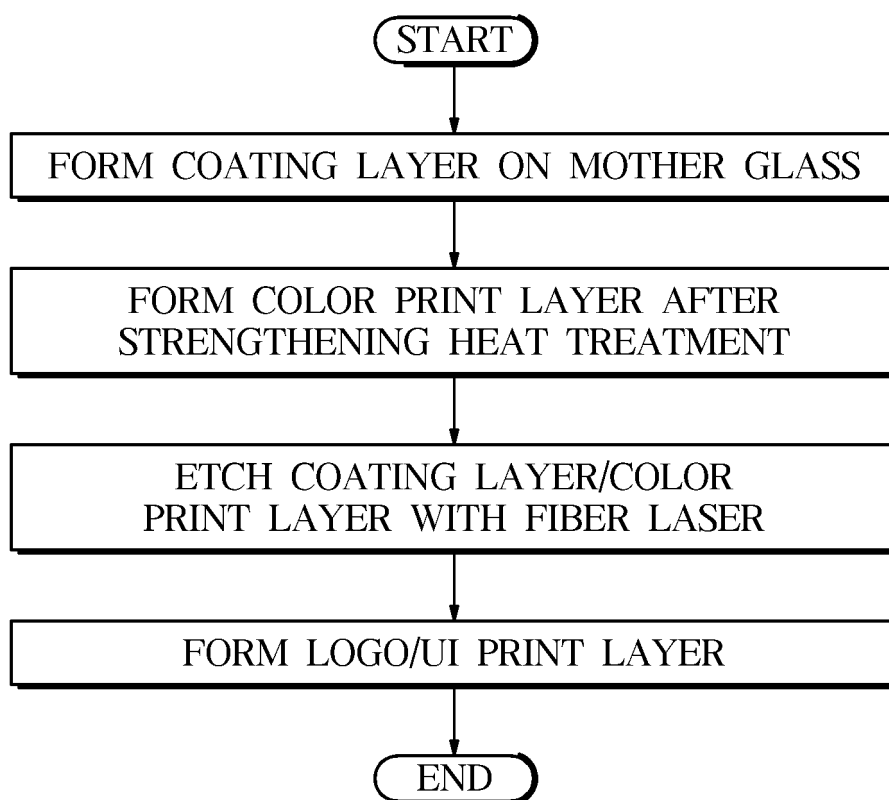 START
FORM COATING LAYER ON MOTHER GLASS
FORM COLOR PRINT LAYER AFTER
STRENGTHENING HEAT TREATMENT
ETCH COATING LAYER/COLOR
PRINT LAYER WITH FIBER LASER
FORM LOGO/UI PRINT LAYER
END